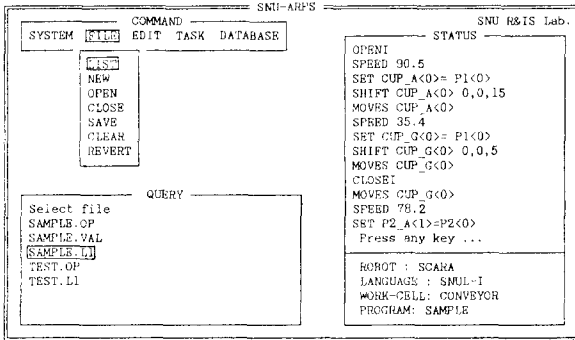 SNU-ARPS
SNU R&IS Lab.
COMMAND
SYSTEM FILE EDIT TASK DATABASE
LIST
NEW
OPEN
CLOSE
SAVE
CLEAR
REVERT
QUERY
Select file
SAMPLE.OP
SAMPLE.VAL
SAMPLE.L1
TEST.OP
TEST.L1
STATUS
OPENI
SPEED 90.5
SET CUP_A<0>= P1<0>
SHIFT CUP_A<0> 0,0,15
MOVES CUP_A<0>
SPEED 35.4
SET CUP_G<0>= P1<0>
SHIFT CUP_G<0> 0,0,5
MOVES CUP_G<0>
CLOSEI
MOVES CUP_G<0>
SPEED 78.2
SET P2_A<1>=P2<0>
Press any key ...
ROBOT : SCARA
LANGUAGE : SNUL-I
WORK-CELL: CONVEYOR
PROGRAM: SAMPLE